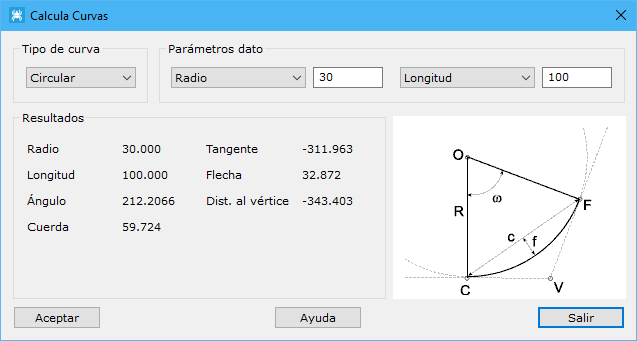 Calcula Curvas
Tipo de curva
Circular
Parámetros dato
Radio 30 Longitud 100
Resultados
Radio 30.000 Tangente -311.963
Longitud 100.000 Flecha 32.872
Ángulo 212.2066 Dist. al vértice -343.403
Cuerda 59.724
O
ω
R
F
c f
C V
Aceptar Ayuda Salir